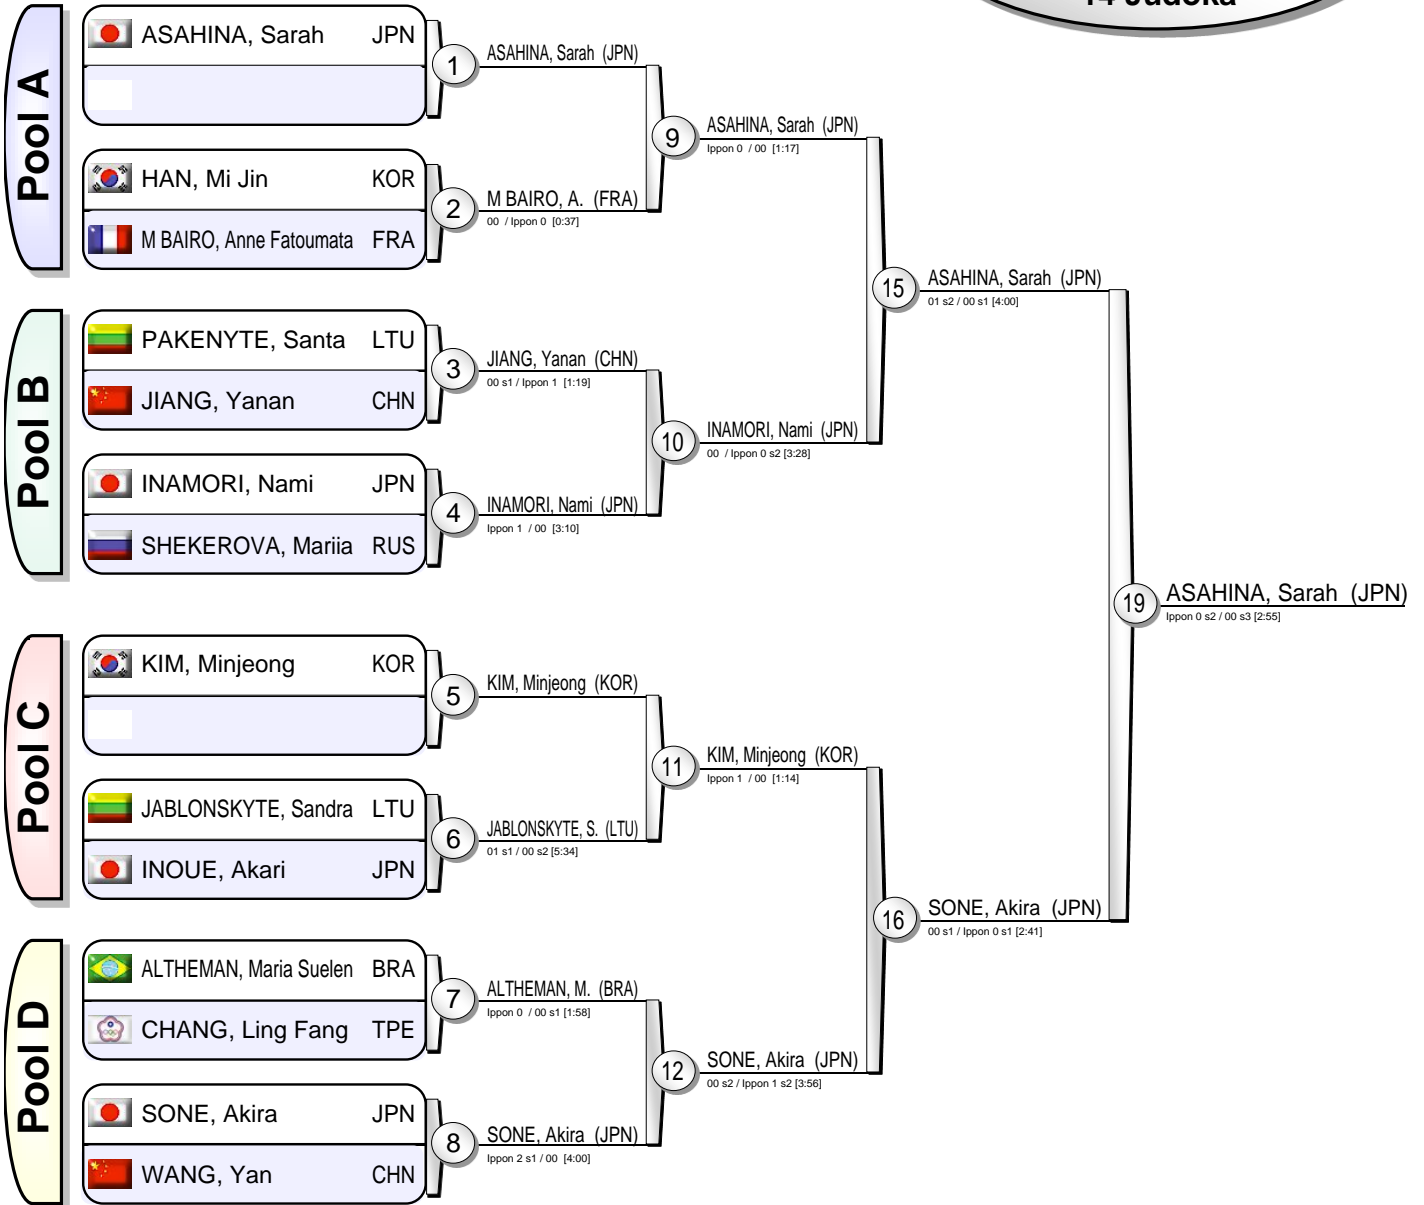 14 Judoka
Pool A
ASAHINA, Sarah JPN
HAN, Mi Jin KOR
M BAIRO, Anne Fatoumata FRA
Pool B
PAKENYTE, Santa LTU
JIANG, Yanan CHN
INAMORI, Nami JPN
SHEKEROVA, Mariia RUS
Pool C
KIM, Minjeong KOR
JABLONSKYTE, Sandra LTU
INOUE, Akari JPN
Pool D
ALTHEMAN, Maria Suelen BRA
CHANG, Ling Fang TPE
SONE, Akira JPN
WANG, Yan CHN
1
ASAHINA, Sarah (JPN)
2
M BAIRO, A. (FRA)
00 / Ippon 0 [0:37]
3
JIANG, Yanan (CHN)
00 s1 / Ippon 1 [1:19]
4
INAMORI, Nami (JPN)
Ippon 1 / 00 [3:10]
5
KIM, Minjeong (KOR)
6
JABLONSKYTE, S. (LTU)
01 s1 / 00 s2 [5:34]
7
ALTHEMAN, M. (BRA)
Ippon 0 / 00 s1 [1:58]
8
SONE, Akira (JPN)
Ippon 2 s1 / 00 [4:00]
9
ASAHINA, Sarah (JPN)
Ippon 0 / 00 [1:17]
10
INAMORI, Nami (JPN)
00 / Ippon 0 s2 [3:28]
11
KIM, Minjeong (KOR)
Ippon 1 / 00 [1:14]
12
SONE, Akira (JPN)
00 s2 / Ippon 1 s2 [3:56]
15
ASAHINA, Sarah (JPN)
01 s2 / 00 s1 [4:00]
16
SONE, Akira (JPN)
00 s1 / Ippon 0 s1 [2:41]
19
ASAHINA, Sarah (JPN)
Ippon 0 s2 / 00 s3 [2:55]